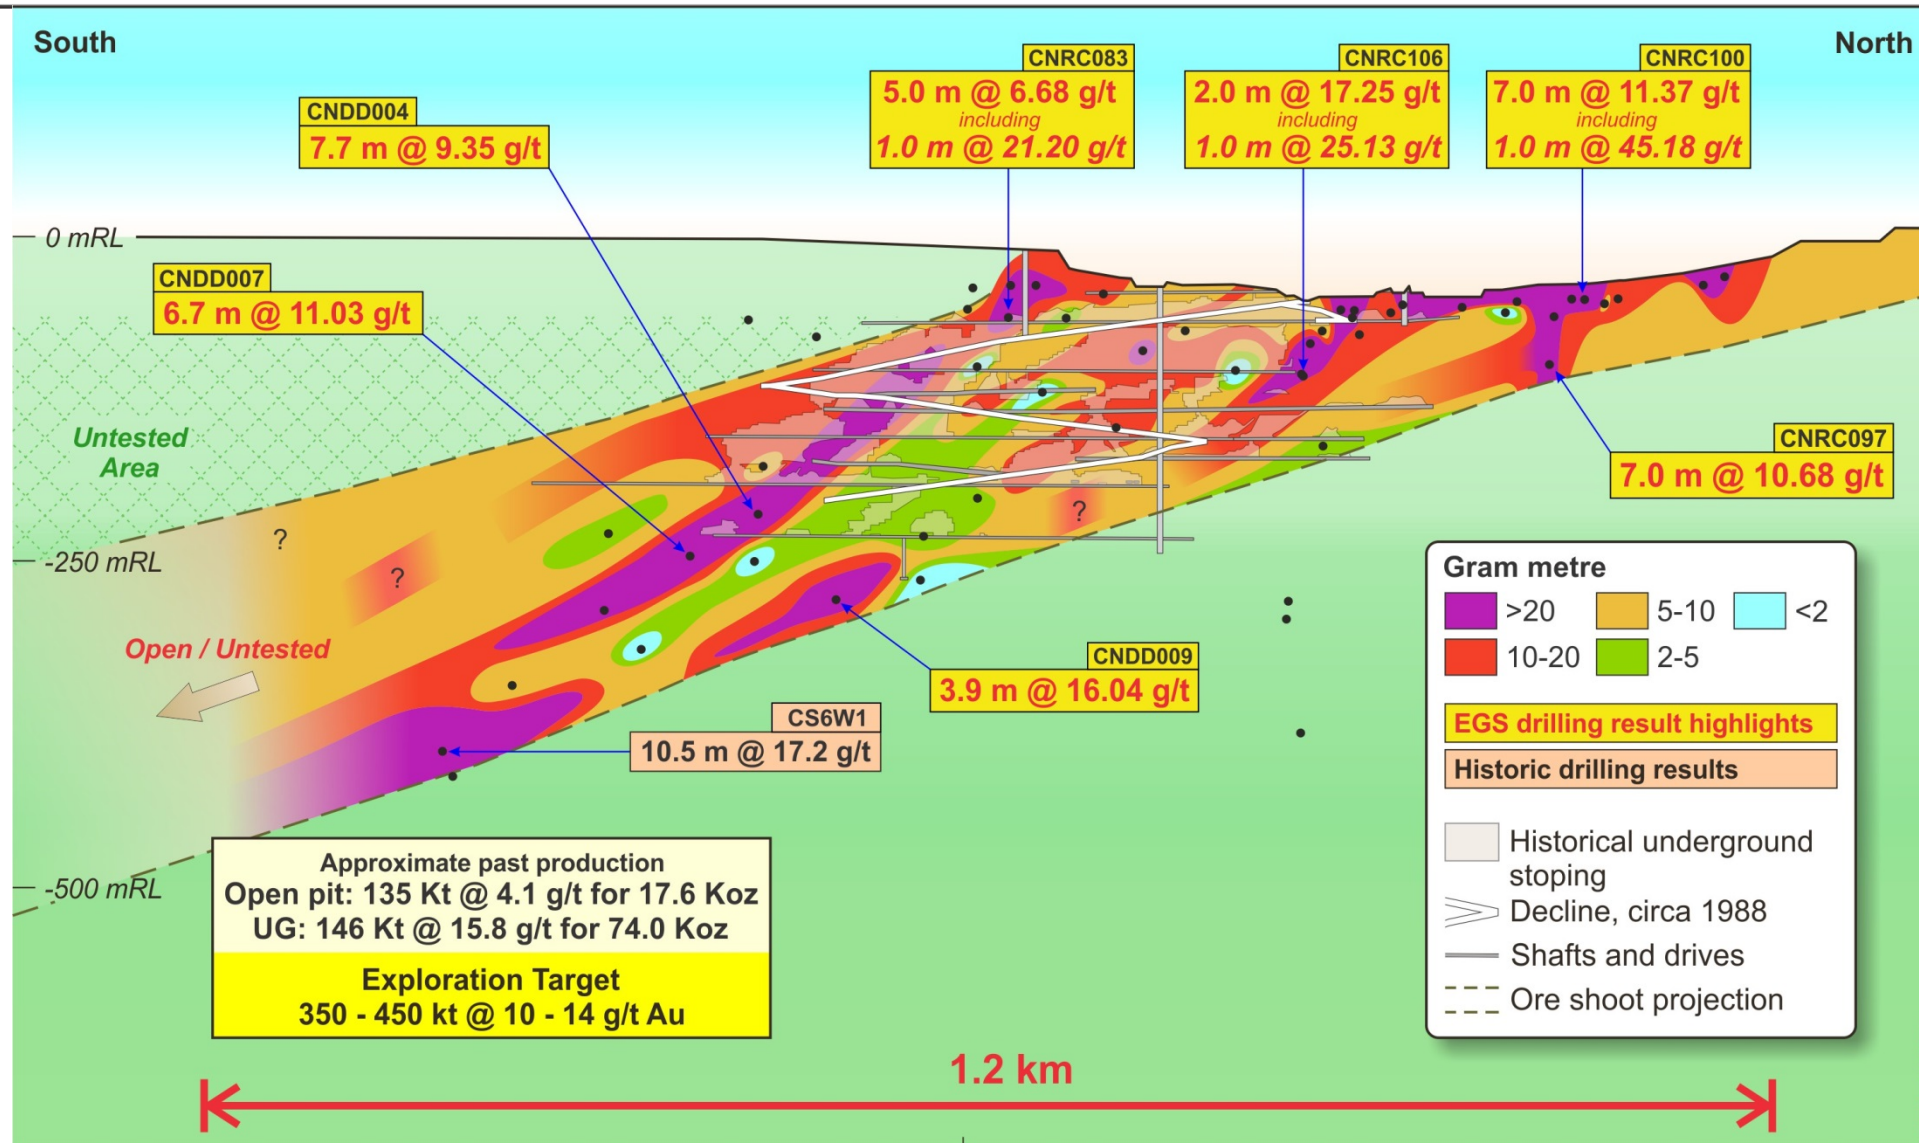 South
North
CNRC083
5.0 m @ 6.68 g/t
including
1.0 m @ 21.20 g/t
CNRC106
2.0 m @ 17.25 g/t
including
1.0 m @ 25.13 g/t
CNRC100
7.0 m @ 11.37 g/t
including
1.0 m @ 45.18 g/t
CNDD004
7.7 m @ 9.35 g/t
0 mRL
CNDD007
6.7 m @ 11.03 g/t
Untested
Area
CNRC097
7.0 m @ 10.68 g/t
?
?
?
-250 mRL
Open / Untested
CNDD009
3.9 m @ 16.04 g/t
CS6W1
10.5 m @ 17.2 g/t
-500 mRL
Approximate past production
Open pit: 135 Kt @ 4.1 g/t for 17.6 Koz
UG: 146 Kt @ 15.8 g/t for 74.0 Koz
Exploration Target
350 - 450 kt @ 10 - 14 g/t Au
Gram metre
>20
5-10
<2
10-20
2-5
EGS drilling result highlights
Historic drilling results
Historical underground
stoping
Decline, circa 1988
Shafts and drives
Ore shoot projection
1.2 km